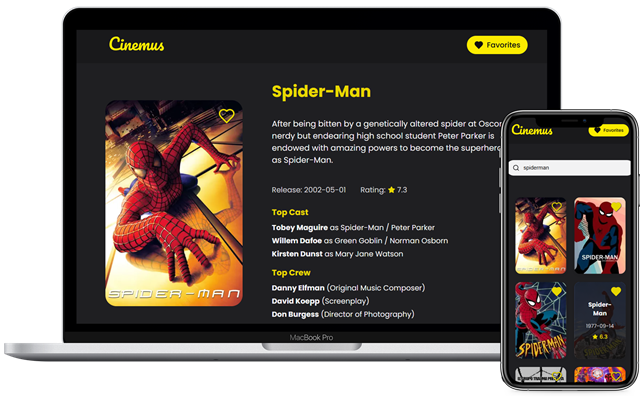 Cinemus
Favorites
Spider-Man
After being bitten by a genetically altered spider at Oscor
nerdy but endearing high school student Peter Parker is
endowed with amazing powers to become the superhero
as Spider-Man.
Release: 2002-05-01
Rating: 7.3
Top Cast
Tobey Maguire as Spider-Man / Peter Parker
Willem Dafoe as Green Goblin / Norman Osborn
Kirsten Dunst as Mary Jane Watson
Top Crew
Danny Elfman (Original Music Composer)
David Koepp (Screenplay)
Don Burgess (Director of Photography)
SPIDER-MAN
MacBook Pro
Cinemus
Favorites
spiderman
SPIDER-MAN
SPIDER-MAN
SPIDER-MAN
Spider-
Man
1977-09-14
6.3